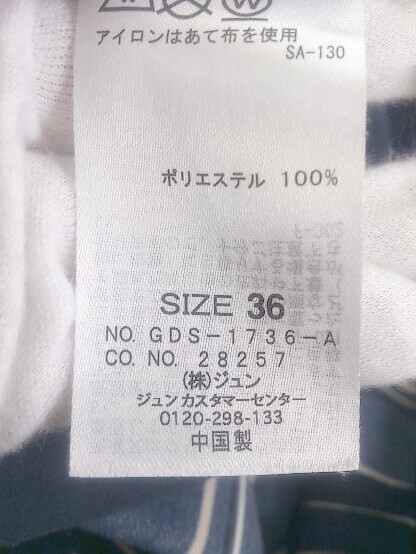 アイロンはあて布を使用
SA-130
ポリエステル 100%
SIZE 36
NO. GDS-1736-A
CO. NO. 28257
(株)ジュン
ジュン カスタマーセンター
0120-298-133
中国製